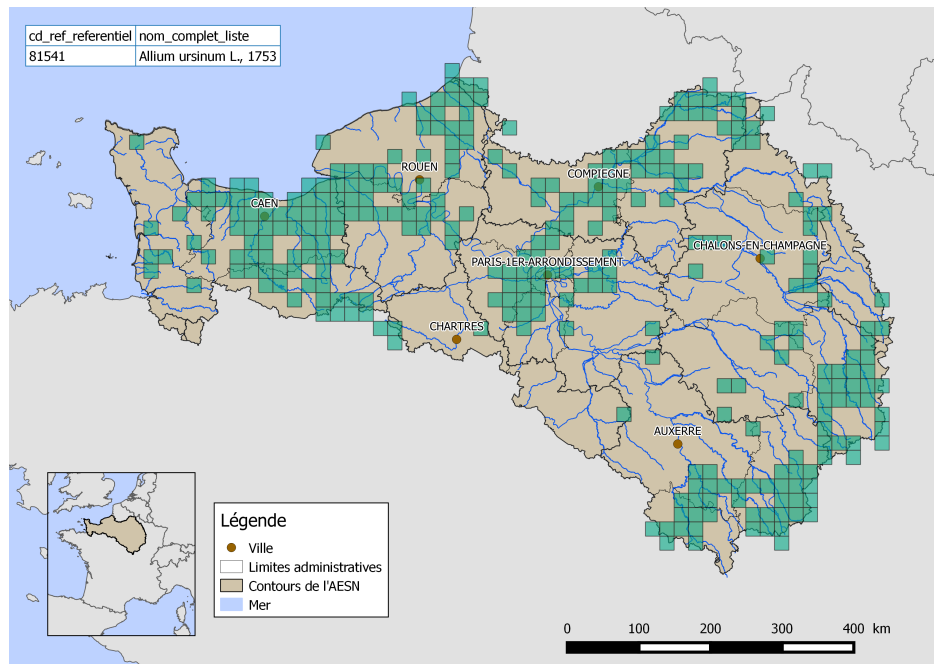 cd_ref_referentiel nom_complet_liste
81541 Allium ursinum L., 1753
ROUEN
COMPIEGNE
CAEN
CHALONS-EN-CHAMPAGNE
PARIS-1ER-ARRONDISSEMENT
CHARTRES
AUXERRE
Légende
Ville
Limites administratives
Contours de l'AESN
Mer
0 100 200 300 400 km